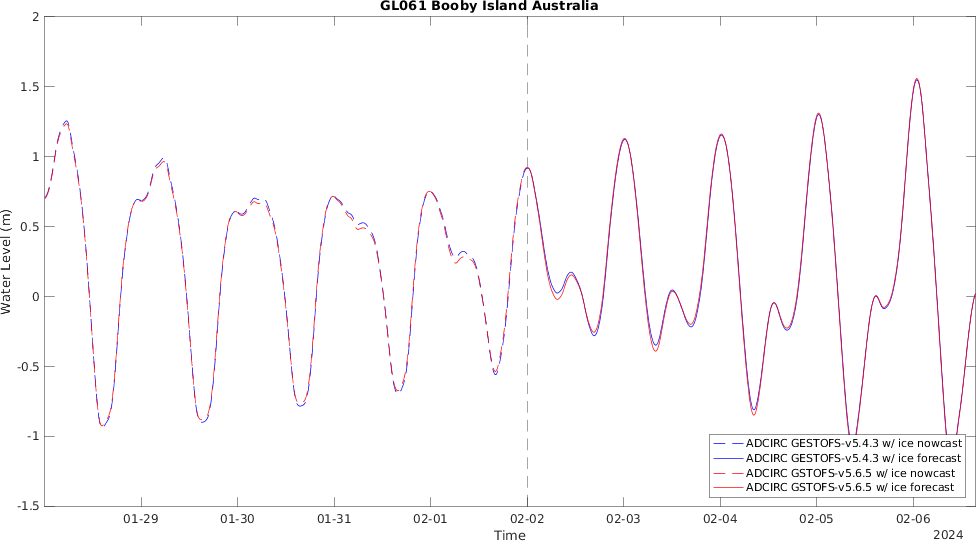 GL061 Booby Island Australia
2
1.5
1
0.5
0
-0.5
-1
-1.5
Water Level (m)
ADCIRC GESTOFS-v5.4.3 w/ ice nowcast
ADCIRC GESTOFS-v5.4.3 w/ ice forecast
ADCIRC GSTOFS-v5.6.5 w/ ice nowcast
ADCIRC GSTOFS-v5.6.5 w/ ice forecast
01-29 01-30 01-31 02-01 02-02 02-03 02-04 02-05 02-06
Time
2024